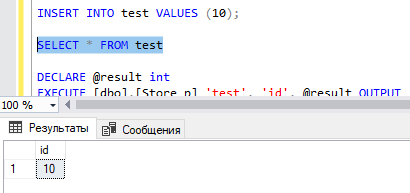 INSERT INTO test VALUES (10);
SELECT * FROM test
DECLARE @result int
EXECUTE [dbo].[Store_n] 'test', 'id', @result OUTPUT
100 %
Результаты Сообщения
id
1 10